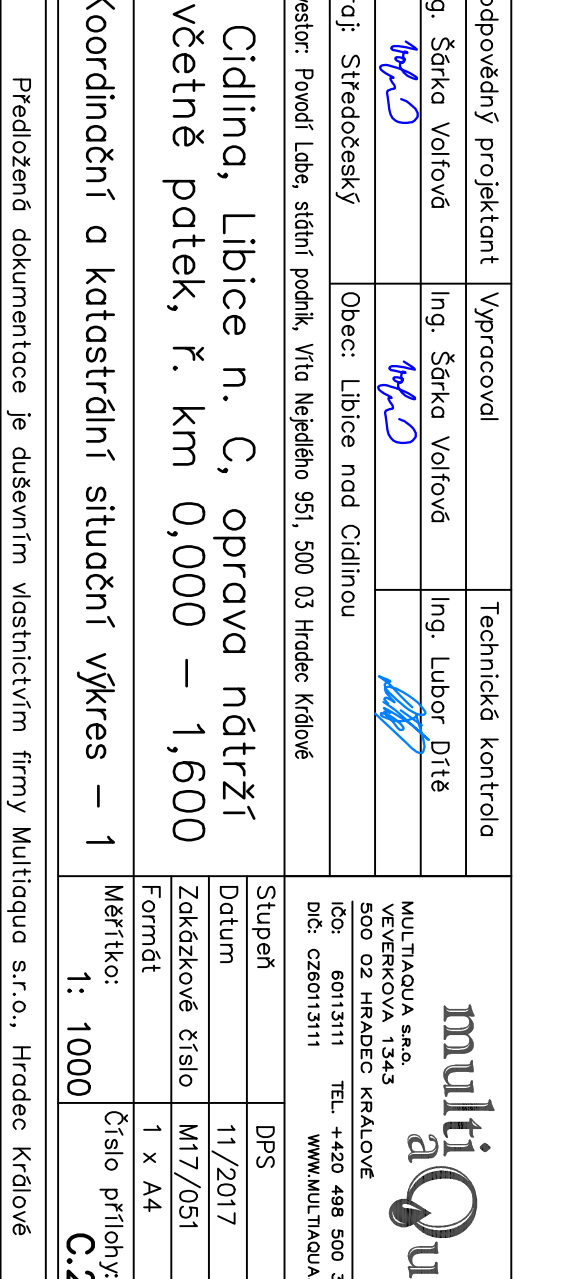 odpovědný projektant
Vypracoval
Technická kontrola
g. Šárka Volfová
Ing. Šárka Volfová
Ing. Lubor Dítě
raj: Středočeský
Obec: Libice nad Cidlinou
vestor: Povodí Labe, státní podnik, Víta Nejedlého 951, 500 03 Hradec Králové
Cidlina, Libice n. C, oprava nátrží
včetně patek, ř. km 0,000 – 1,600
Koordinační a katastrální situační výkres – 1
multi
aQu
MULTIAQUA s.r.o.
VEVERKOVA 1343
500 02 HRADEC KRÁLOVÉ
IČO: 60113111 TEL. +420 498 500 3
DIČ: CZ60113111 WWW.MULTIAQUA
Stupeň DPS
Datum 11/2017
Zakázkové číslo M17/051
Formát 1 x A4
Měřítko:
1: 1000
Číslo přílohy:
C.2
Předložená dokumentace je duševním vlastnictvím firmy Multiaqua s.r.o., Hradec Králové